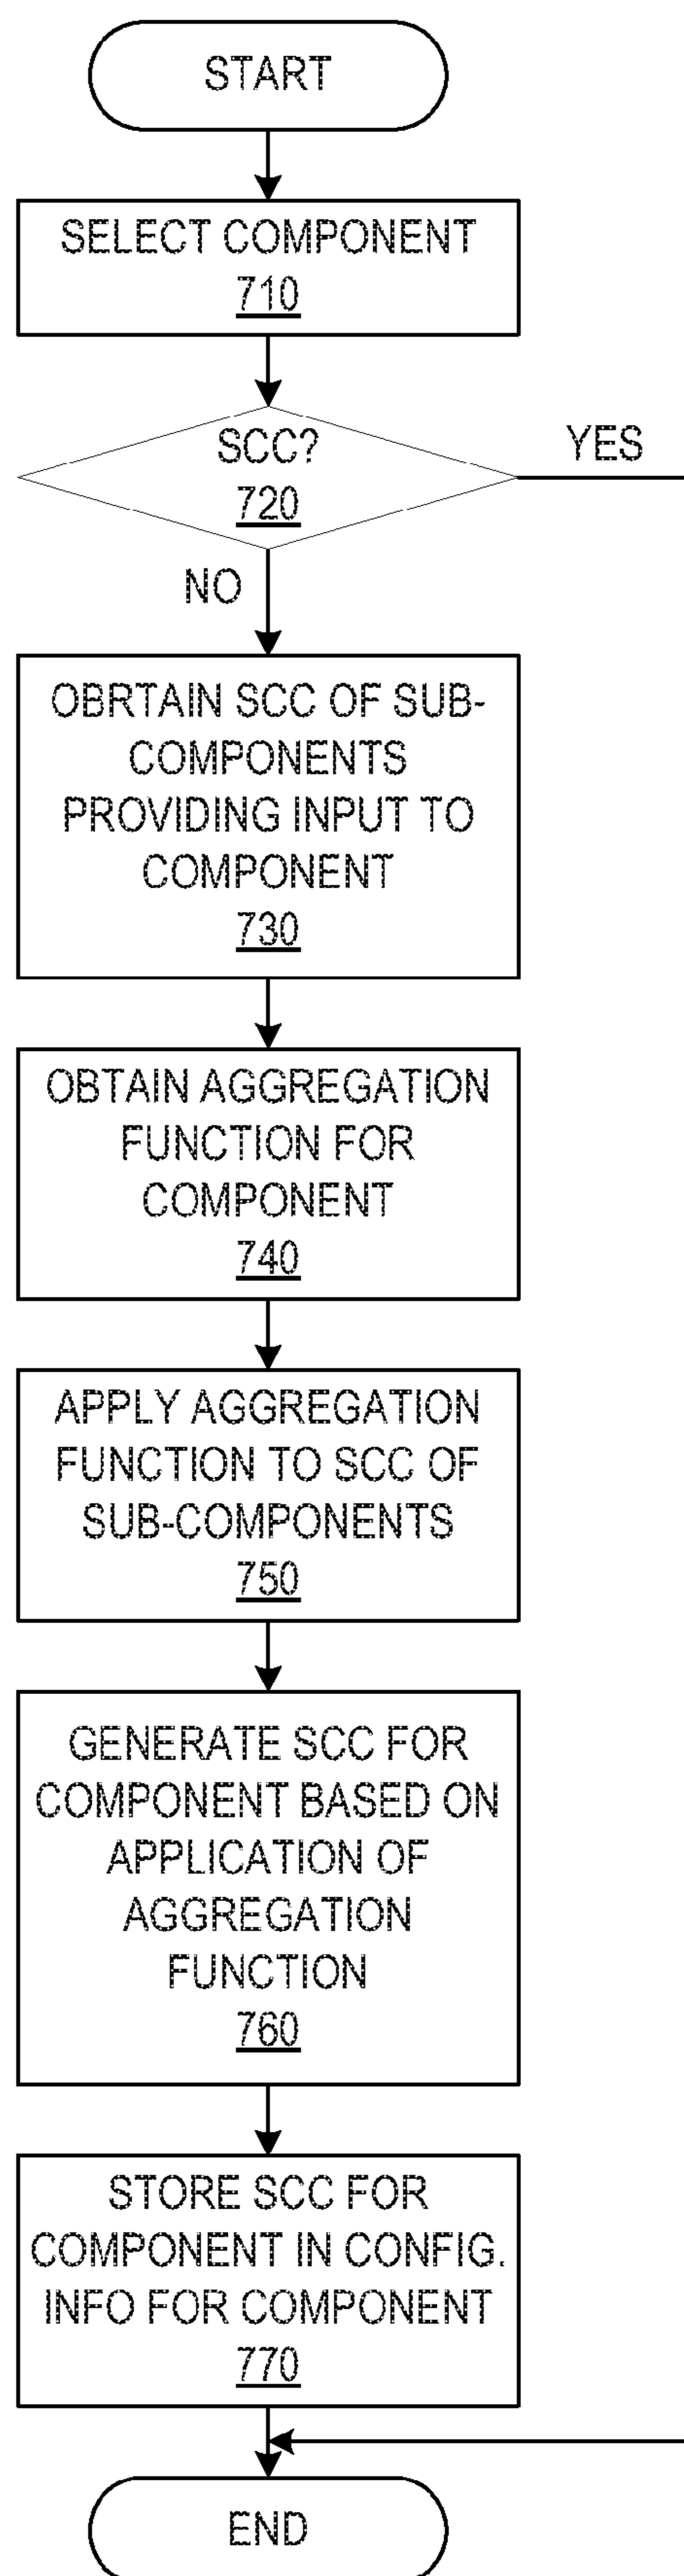 START
SELECT COMPONENT
710
SCC?
720
YES
NO
OBRTAIN SCC OF SUB-
COMPONENTS
PROVIDING INPUT TO
COMPONENT
730
OBTAIN AGGREGATION
FUNCTION FOR
COMPONENT
740
APPLY AGGREGATION
FUNCTION TO SCC OF
SUB-COMPONENTS
750
GENERATE SCC FOR
COMPONENT BASED ON
APPLICATION OF
AGGREGATION
FUNCTION
760
STORE SCC FOR
COMPONENT IN CONFIG.
INFO FOR COMPONENT
770
END